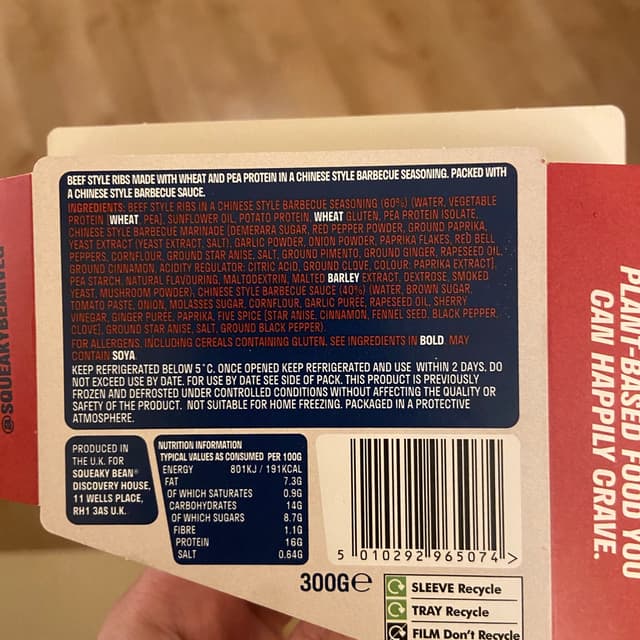 BEEF STYLE RIBS MADE WITH WHEAT AND PEA PROTEIN IN A CHINESE STYLE BARBECUE SEASONING. PACKED WITH
A CHINESE STYLE BARBECUE SAUCE.
INGREDIENTS: BEEF STYLE RIBS IN A CHINESE STYLE BARBECUE SEASONING (60%) (WATER, VEGETABLE
PROTEIN [WHEAT, PEA], SUNFLOWER OIL, POTATO PROTEIN, WHEAT GLUTEN, PEA PROTEIN ISOLATE,
CHINESE STYLE BARBECUE MARINADE [DEMERARA SUGAR, RED PEPPER POWDER, GROUND PAPRIKA,
YEAST EXTRACT (YEAST EXTRACT, SALT), GARLIC POWDER, ONION POWDER, PAPRIKA FLAKES, RED BELL
PEPPERS, CORNFLOUR, GROUND STAR ANISE, SALT, GROUND PIMENTO, GROUND GINGER, RAPESEED OIL,
GROUND CINNAMON, ACIDITY REGULATOR: CITRIC ACID, GROUND CLOVE, COLOUR: PAPRIKA EXTRACT],
PEA STARCH, NATURAL FLAVOURING, MALTODEXTRIN, MALTED BARLEY EXTRACT, DEXTROSE, SMOKED
YEAST, MUSHROOM POWDER), CHINESE STYLE BARBECUE SAUCE (40%) (WATER, BROWN SUGAR,
TOMATO PASTE, ONION, MOLASSES SUGAR, CORNFLOUR, GARLIC PUREE, RAPESEED OIL, SHERRY
VINEGAR, GINGER PUREE, PAPRIKA, FIVE SPICE [STAR ANISE, CINNAMON, FENNEL SEED, BLACK PEPPER,
CLOVE], GROUND STAR ANISE, SALT, GROUND BLACK PEPPER).
FOR ALLERGENS, INCLUDING CEREALS CONTAINING GLUTEN, SEE INGREDIENTS IN BOLD. MAY
CONTAIN SOYA.
KEEP REFRIGERATED BELOW 5°C. ONCE OPENED KEEP REFRIGERATED AND USE WITHIN 2 DAYS. DO
NOT EXCEED USE BY DATE. FOR USE BY DATE SEE SIDE OF PACK. THIS PRODUCT IS PREVIOUSLY
FROZEN AND DEFROSTED UNDER CONTROLLED CONDITIONS WITHOUT AFFECTING THE QUALITY OR
SAFETY OF THE PRODUCT. NOT SUITABLE FOR HOME FREEZING. PACKAGED IN A PROTECTIVE
ATMOSPHERE.
PRODUCED IN
THE U.K. FOR
SQUEAKY BEAN®
DISCOVERY HOUSE,
11 WELLS PLACE,
RH1 3AS U.K.
NUTRITION INFORMATION
TYPICAL VALUES AS CONSUMED PER 100G
ENERGY 801KJ / 191KCAL
FAT 7.3G
OF WHICH SATURATES 0.9G
CARBOHYDRATES 14G
OF WHICH SUGARS 8.7G
FIBRE 1.1G
PROTEIN 16G
SALT 0.64G
5 010292 965074 >
300G e
SLEEVE Recycle
TRAY Recycle
FILM Don't Recycle
PLANT-BASED FOOD YOU
CAN HAPPILY CRAVE.
@SQUEAKYBEANVEG